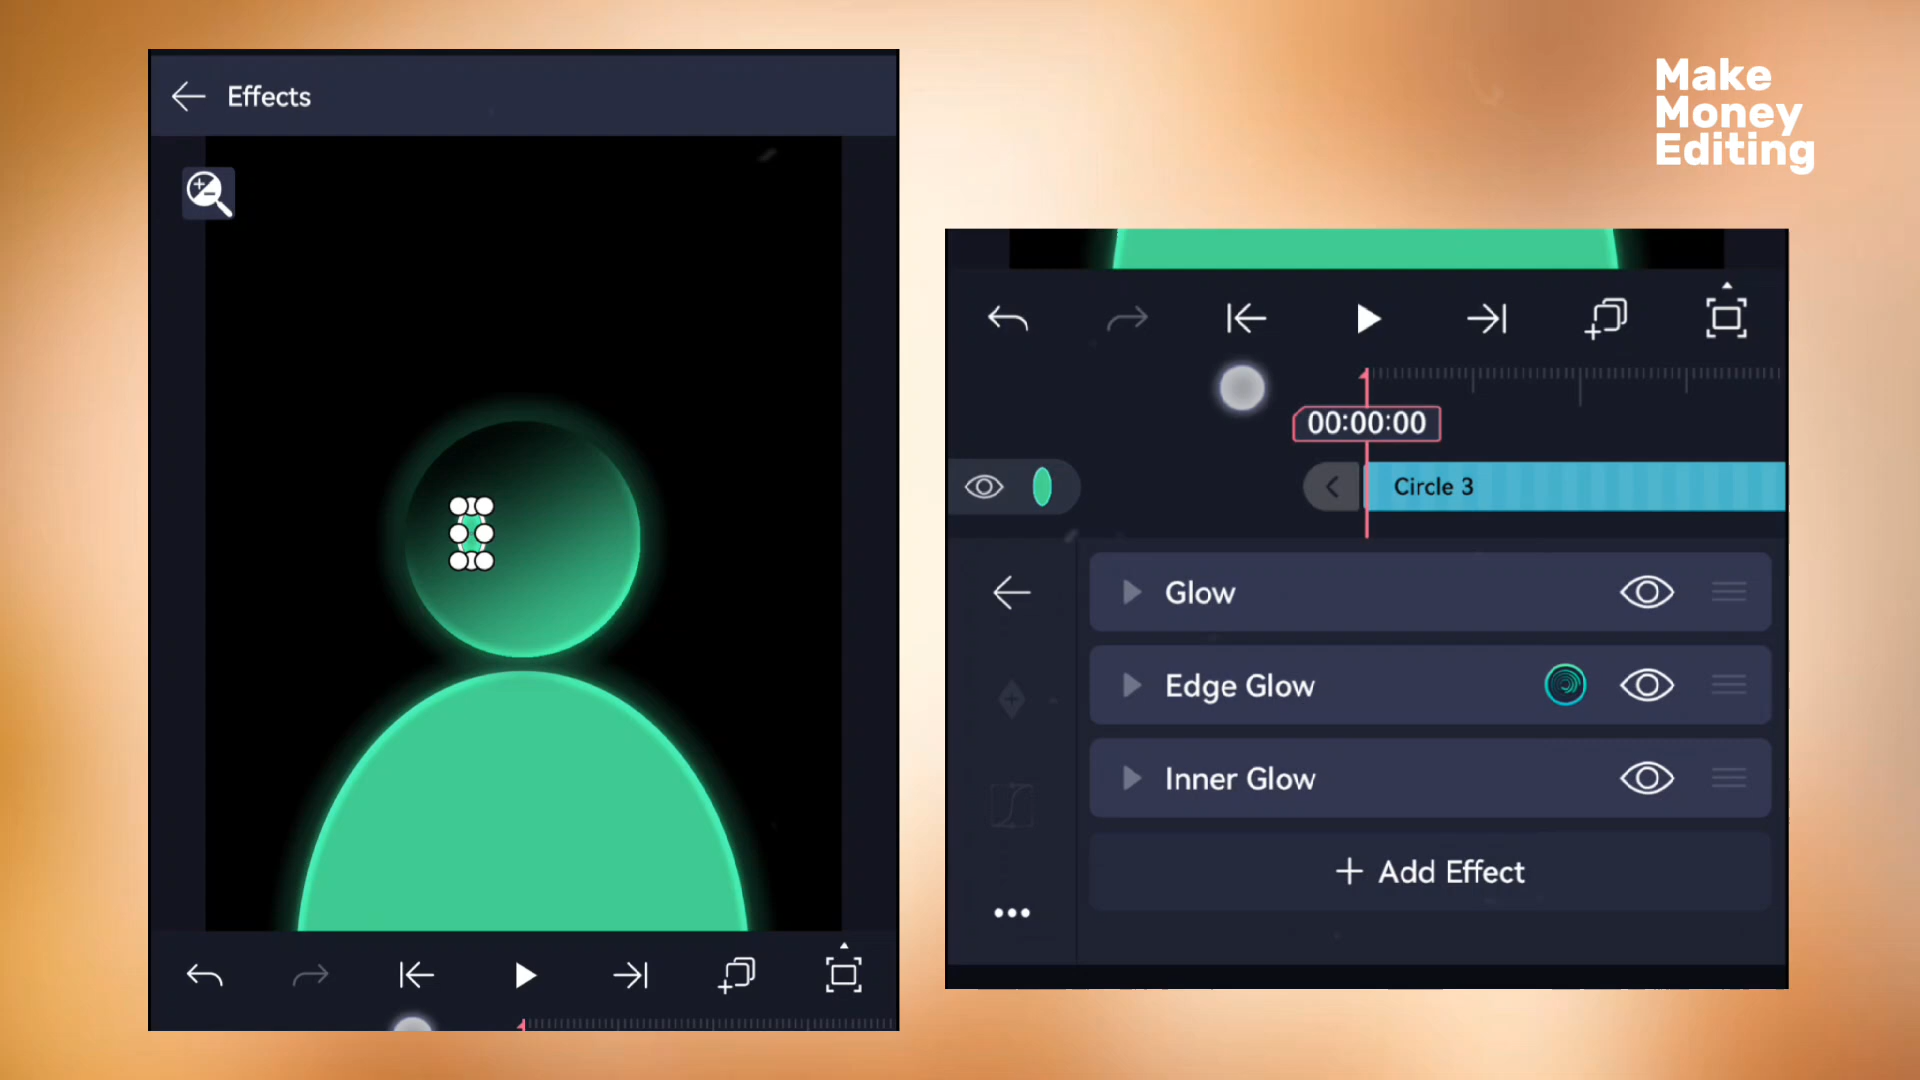 Effects
Make
Money
Editing
00:00:00
Circle 3
Glow
Edge Glow
Inner Glow
+ Add Effect